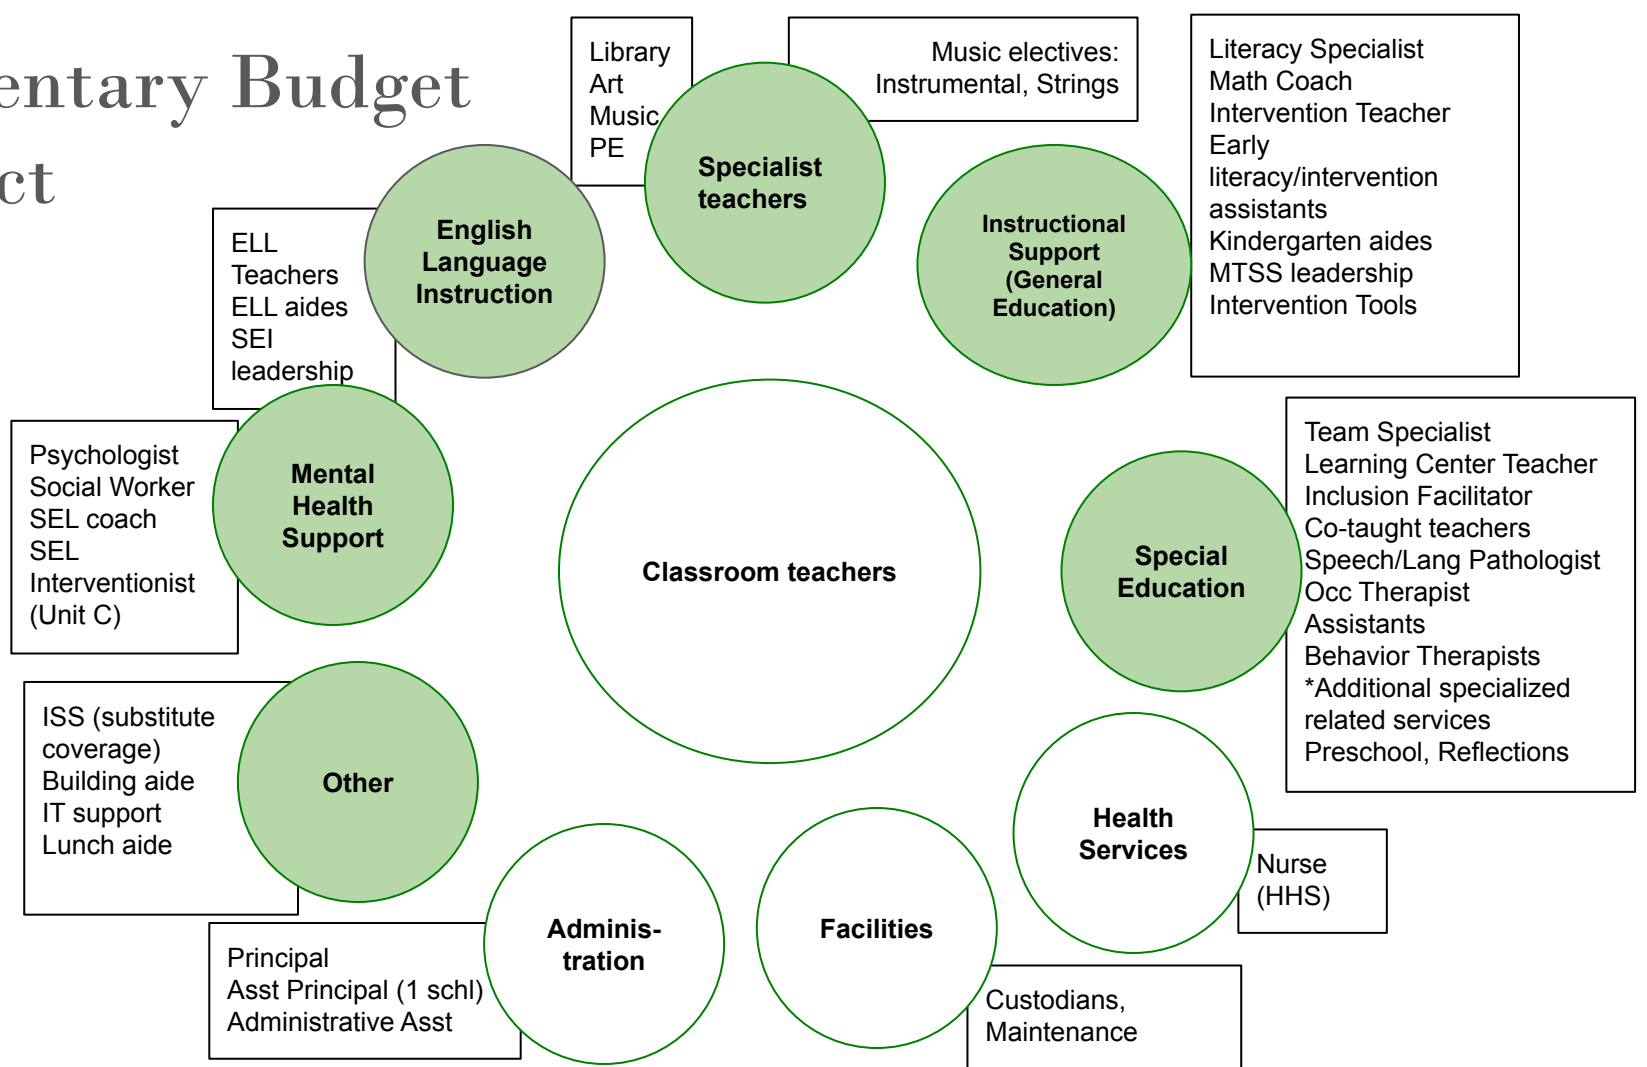 entary Budget
ct
Library
Art
Music
PE
Music electives:
Instrumental, Strings
Specialist
teachers
Literacy Specialist
Math Coach
Intervention Teacher
Early
literacy/intervention
assistants
Kindergarten aides
MTSS leadership
Intervention Tools
Instructional
Support
(General
Education)
English
Language
Instruction
ELL
Teachers
ELL aides
SEI
leadership
Psychologist
Social Worker
SEL coach
SEL
Interventionist
(Unit C)
Mental
Health
Support
Classroom teachers
Special
Education
Team Specialist
Learning Center Teacher
Inclusion Facilitator
Co-taught teachers
Speech/Lang Pathologist
Occ Therapist
Assistants
Behavior Therapists
*Additional specialized
related services
Preschool, Reflections
ISS (substitute
coverage)
Building aide
IT support
Lunch aide
Other
Health
Services
Nurse
(HHS)
Principal
Asst Principal (1 schl)
Administrative Asst
Adminis-
tration
Facilities
Custodians,
Maintenance